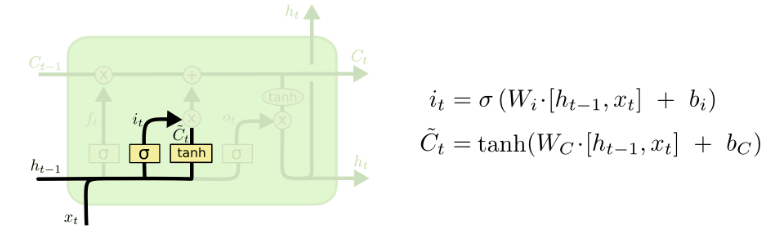 h_t
C_{t-1}
C_t
x
+
tanh
f_t
i_t
x
o_t
x
C̃_t
σ
σ
tanh
σ
h_{t-1}
h_t
x_t
i_t = σ (W_i·[h_{t-1}, x_t] + b_i)
C̃_t = tanh(W_C·[h_{t-1}, x_t] + b_C)